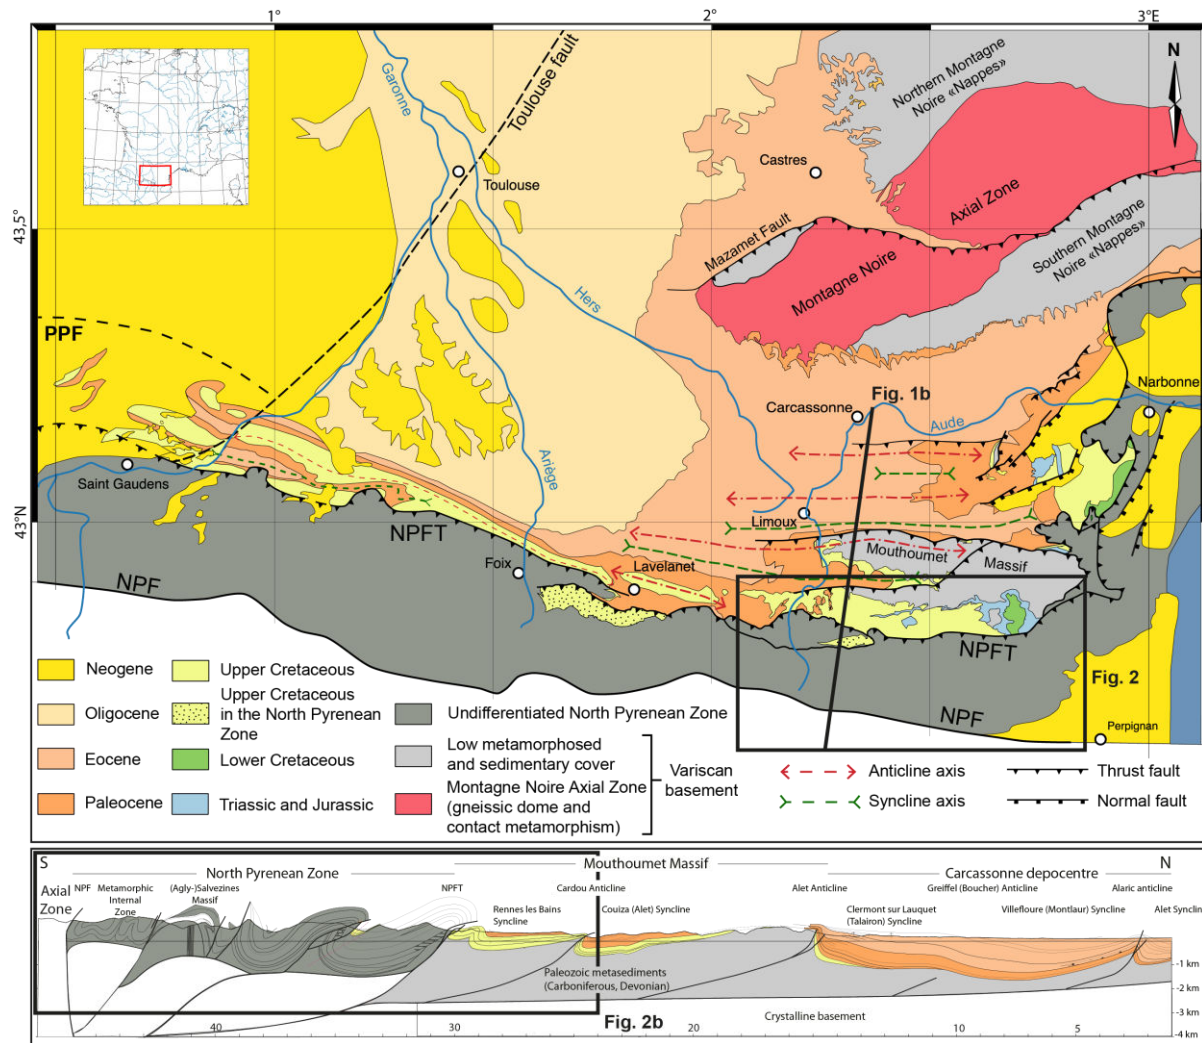 1°
2°
3°E
N
43,5°
43°N
Garonne
Toulouse fault
Toulouse
Hers
Ariège
Castres
Northern Montagne
Noire «Nappes»
Axial Zone
Mazamet Fault
Montagne Noire
Southern Montagne
Noire «Nappes»
PPF
Fig. 1b
Carcassonne
Aude
Narbonne
Saint Gaudens
NPFT
Limoux
Mouthoumet
Massif
Foix
Lavelanet
NPF
NPFT
Fig. 2
NPF
Perpignan
Neogene
Oligocene
Eocene
Paleocene
Upper Cretaceous
Upper Cretaceous
in the North Pyrenean
Zone
Lower Cretaceous
Triassic and Jurassic
Undifferentiated North Pyrenean Zone
Low metamorphosed
and sedimentary cover
Montagne Noire Axial Zone
(gneissic dome and
contact metamorphism)
Variscan
basement
Anticline axis
Syncline axis
Thrust fault
Normal fault
S
N
North Pyrenean Zone
Mouthoumet Massif
Carcassonne depocentre
Axial
Zone
NPF
Metamorphic
Internal
Zone
(Agly-)Salvezines
Massif
NPFT
Cardou Anticline
Alet Anticline
Greiffel (Boucher) Anticline
Alaric anticline
Rennes les Bains
Syncline
Couiza (Alet) Syncline
Clermont sur Lauquet
(Talairon) Syncline
Villefloure (Montlaur) Syncline
Alet Synclin
Paleozoic metasediments
(Carboniferous, Devonian)
Crystalline basement
Fig. 2b
-1 km
-2 km
-3 km
-4 km
40
30
20
10
5